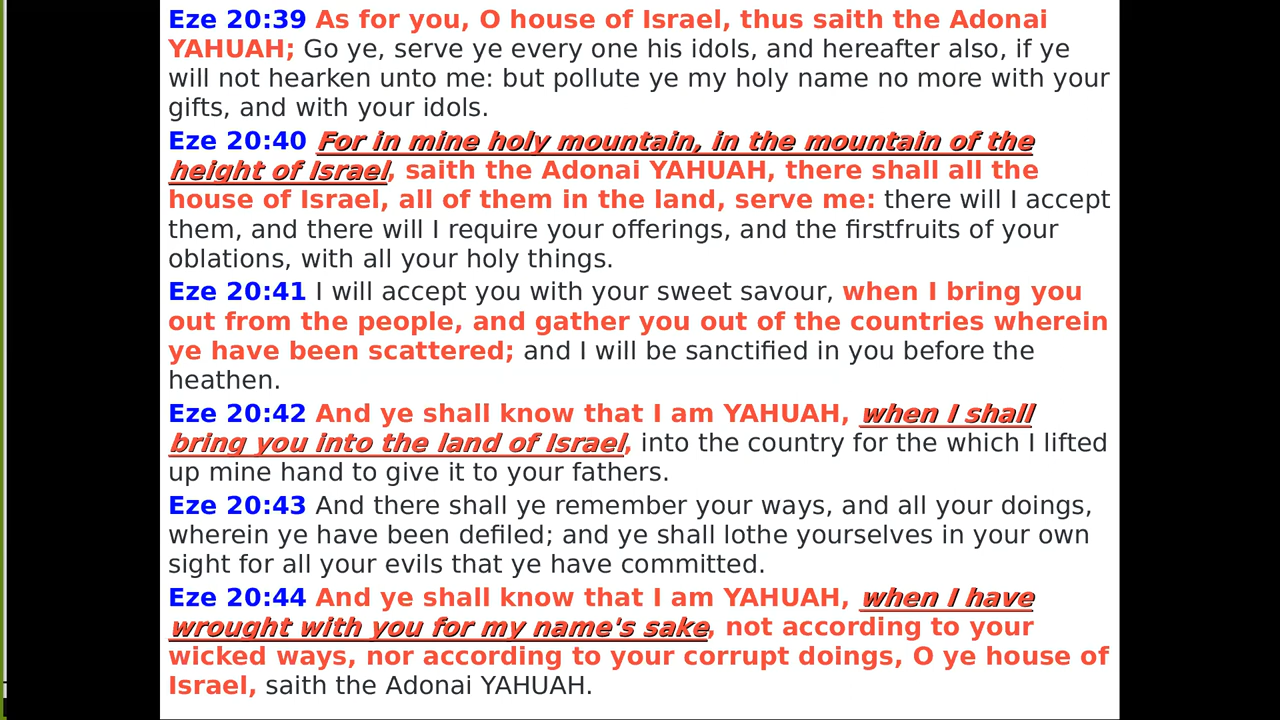 Eze 20:39 As for you, O house of Israel, thus saith the Adonai
YAHUAH; Go ye, serve ye every one his idols, and hereafter also, if ye
will not hearken unto me: but pollute ye my holy name no more with your
gifts, and with your idols.
Eze 20:40 For in mine holy mountain, in the mountain of the
height of Israel, saith the Adonai YAHUAH, there shall all the
house of Israel, all of them in the land, serve me: there will I accept
them, and there will I require your offerings, and the firstfruits of your
oblations, with all your holy things.
Eze 20:41 I will accept you with your sweet savour, when I bring you
out from the people, and gather you out of the countries wherein
ye have been scattered; and I will be sanctified in you before the
heathen.
Eze 20:42 And ye shall know that I am YAHUAH, when I shall
bring you into the land of Israel, into the country for the which I lifted
up mine hand to give it to your fathers.
Eze 20:43 And there shall ye remember your ways, and all your doings,
wherein ye have been defiled; and ye shall lothe yourselves in your own
sight for all your evils that ye have committed.
Eze 20:44 And ye shall know that I am YAHUAH, when I have
wrought with you for my name's sake, not according to your
wicked ways, nor according to your corrupt doings, O ye house of
Israel, saith the Adonai YAHUAH.